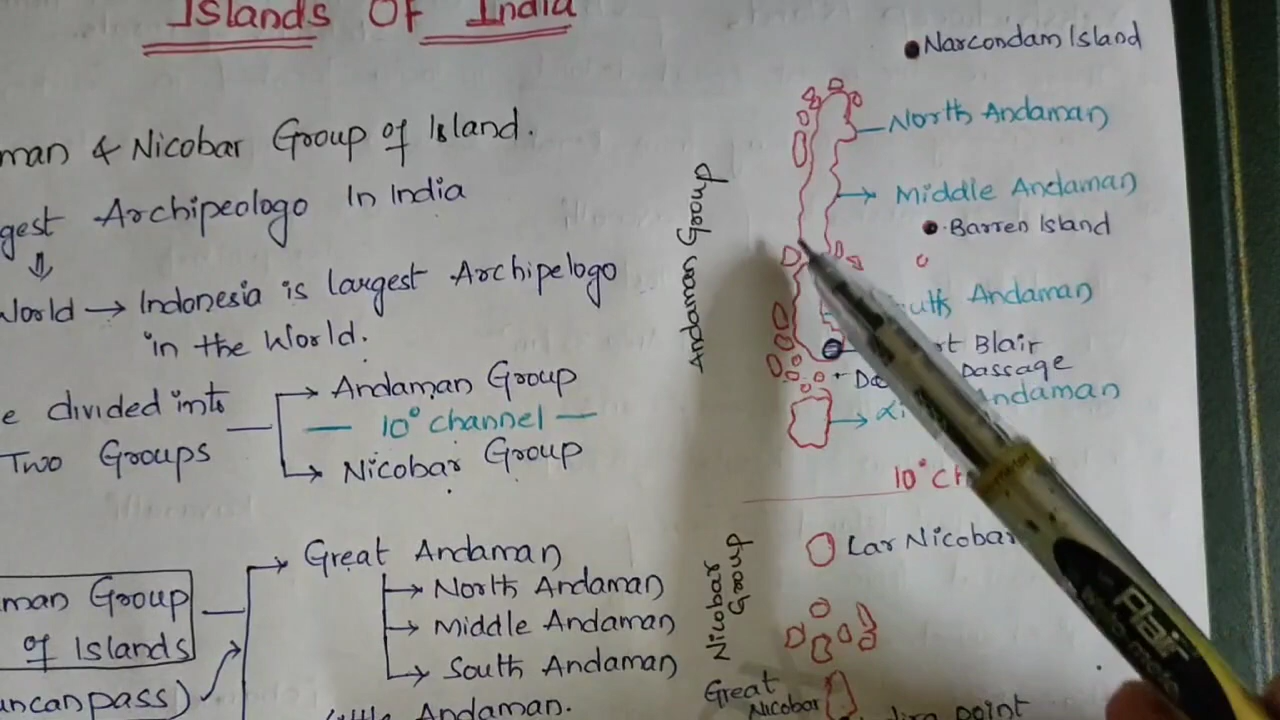 Islands Of India
man & Nicobar Group of Island.
gest Archipeologo In India
World → Indonesia is largest Archipelogo
in the World.
e divided into
Two Groups
Andaman Group
10° channel
Nicobar Group
man Group
of Islands
uncanpass)
Great Andaman
North Andaman
Middle Andaman
South Andaman
Andaman.
Narcondam Island
North Andaman
Middle Andaman
Barren Island
uth Andaman
rt Blair
Passage
Andaman
10° Ch
Andaman Group
Car Nicobar
Nicobar
Group
Great
Nicobar
point
Flair